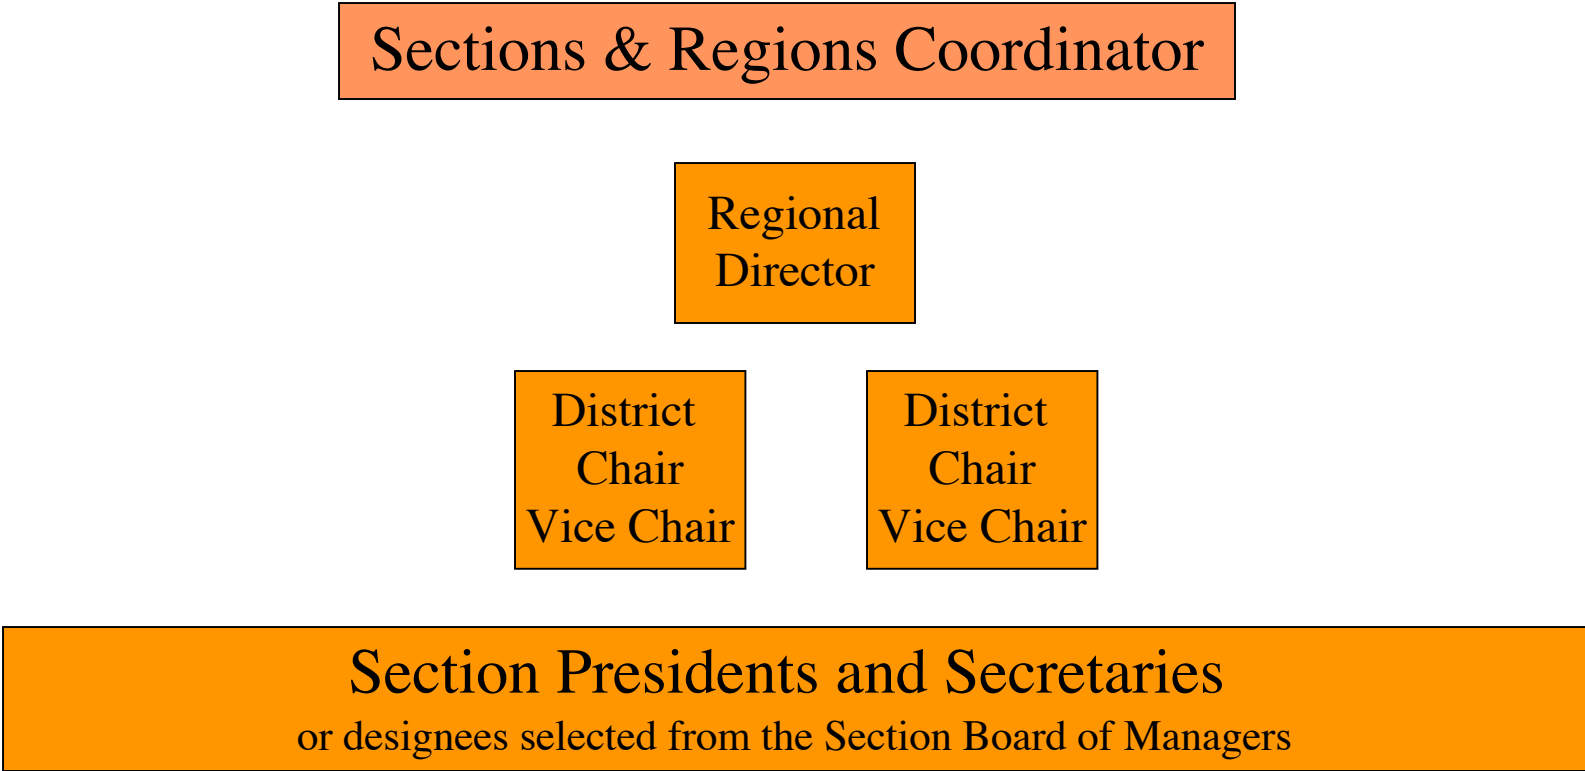 Sections & Regions Coordinator
Regional
Director
District
Chair
Vice Chair
District
Chair
Vice Chair
Section Presidents and Secretaries
or designees selected from the Section Board of Managers